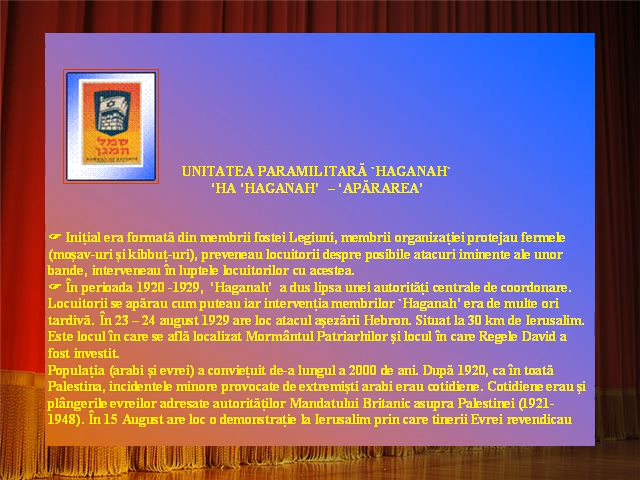 סמל
המגן
UNITATEA PARAMILITARĂ `HAGANAH`
‘HA ‘HAGANAH’ – ‘APĂRAREA’
☞ Iniţial era formată din membrii fostei Legiuni, membrii organizaţiei protejau fermele
(moşav-uri şi kibbuţ-uri), preveneau locuitorii despre posibile atacuri iminente ale unor
bande, interveneau în luptele locuitorilor cu acestea.
☞ În perioada 1920 -1929, ‘Haganah’ a dus lipsa unei autorităţi centrale de coordonare.
Locuitorii se apărau cum puteau iar intervenţia membrilor `Haganah’ era de multe ori
tardivă. În 23 – 24 august 1929 are loc atacul aşezării Hebron. Situat la 30 km de Ierusalim.
Este locul în care se află localizat Mormântul Patriarhilor şi locul în care Regele David a
fost investit.
Populaţia (arabi şi evrei) a convieţuit de-a lungul a 2000 de ani. După 1920, ca în toată
Palestina, incidentele minore provocate de extremişti arabi erau cotidiene. Cotidiene erau şi
plângerile evreilor adresate autorităţilor Mandatului Britanic asupra Palestinei (1921-
1948). În 15 August are loc o demonstraţie la Ierusalim prin care tinerii Evrei revendicau